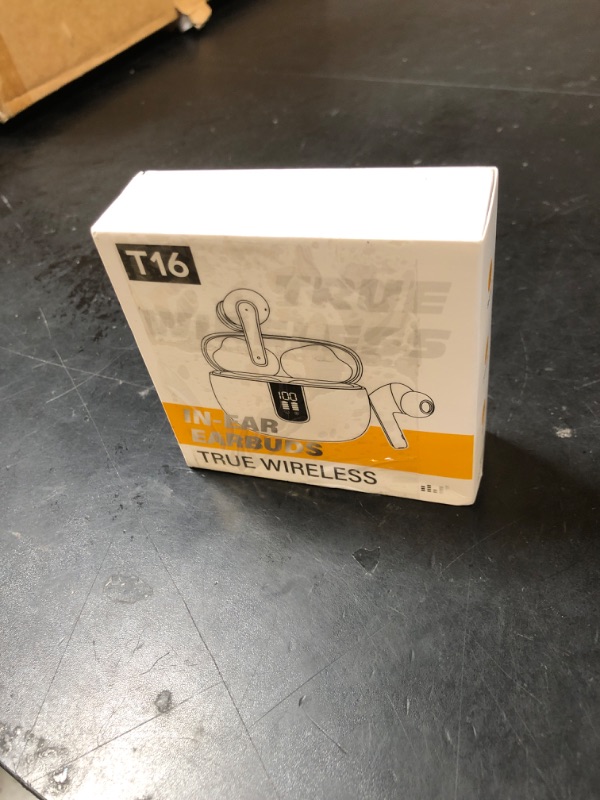 T16
TRUE
WIRELESS
100
IN-EAR
EARBUDS
TRUE WIRELESS